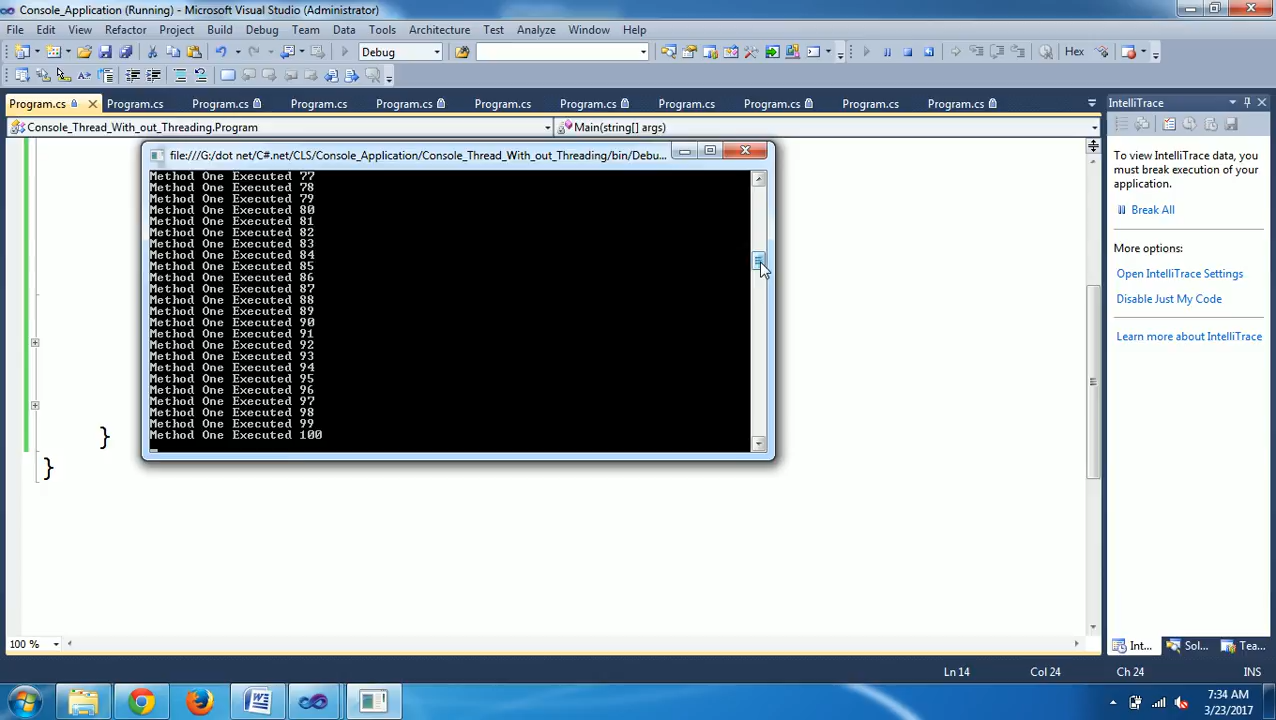 Console_Application (Running) - Microsoft Visual Studio (Administrator)
File Edit View Refactor Project Build Debug Team Data Tools Architecture Test Analyze Window Help
Debug Hex
Program.cs Program.cs Program.cs Program.cs Program.cs Program.cs Program.cs Program.cs Program.cs Program.cs Program.cs
IntelliTrace
Console_Thread_With_out_Threading.Program Main(string[] args)
file:///G:/dot net/C#.net/CLS/Console_Application/Console_Thread_With_out_Threading/bin/Debu...
Method One Executed 77
Method One Executed 78
Method One Executed 79
Method One Executed 80
Method One Executed 81
Method One Executed 82
Method One Executed 83
Method One Executed 84
Method One Executed 85
Method One Executed 86
Method One Executed 87
Method One Executed 88
Method One Executed 89
Method One Executed 90
Method One Executed 91
Method One Executed 92
Method One Executed 93
Method One Executed 94
Method One Executed 95
Method One Executed 96
Method One Executed 97
Method One Executed 98
Method One Executed 99
Method One Executed 100
}
}
To view IntelliTrace data, you
must break execution of your
application.
Break All
More options:
Open IntelliTrace Settings
Disable Just My Code
Learn more about IntelliTrace
100 %
Int... Sol... Tea...
Ln 14 Col 24 Ch 24 INS
7:34 AM
3/23/2017